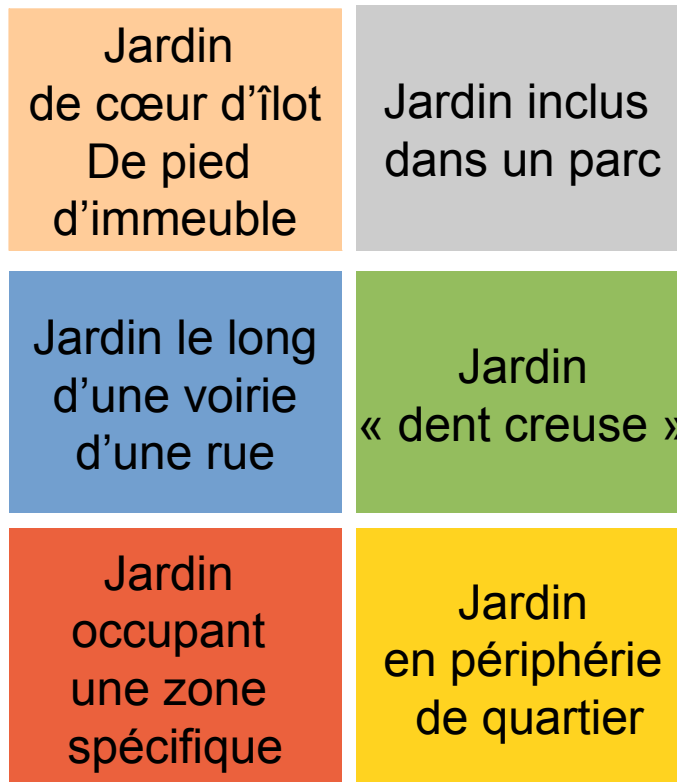 Jardin
de cœur d’îlot
De pied
d’immeuble
Jardin inclus
dans un parc
Jardin le long
d’une voirie
d’une rue
Jardin
« dent creuse »
Jardin
occupant
une zone
spécifique
Jardin
en périphérie
de quartier